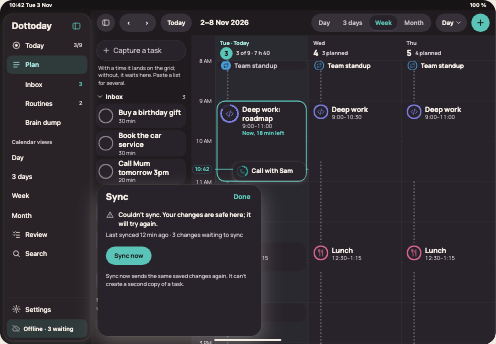 10:42 Tue 3 Nov
100 %
Dottoday
Today
3/9
Plan
Inbox
3
Routines
2
Brain dump
Calendar views
Day
3 days
Week
Month
Review
Search
Settings
Offline · 3 waiting
Today
2–8 Nov 2026
Day
3 days
Week
Month
Day
+ Capture a task
With a time it lands on the grid;
without, it waits here. Paste a list
for several.
Inbox
3
Buy a birthday gift
30 min
Book the car
service
30 min
Call Mum
tomorrow 3pm
20 min
Tue · Today
3
3 of 9 · 7 h 40
Wed
4
3 planned
Thu
5
4 planned
8 AM
Team standup
Team standup
Team standup
9 AM
Deep work:
roadmap
9:00–11:00
Now, 18 min left
Deep work
9:00–10:30
Deep work
9:00–11:00
10 AM
10:42
Call with Sam
11 AM
Lunch
12:30–1:15
Lunch
12:30–1:15
Sync
Done
Couldn't sync. Your changes are safe here; it
will try again.
Last synced 12 min ago · 3 changes waiting to sync
Sync now
Sync now sends the same saved changes again. It can't
create a second copy of a task.